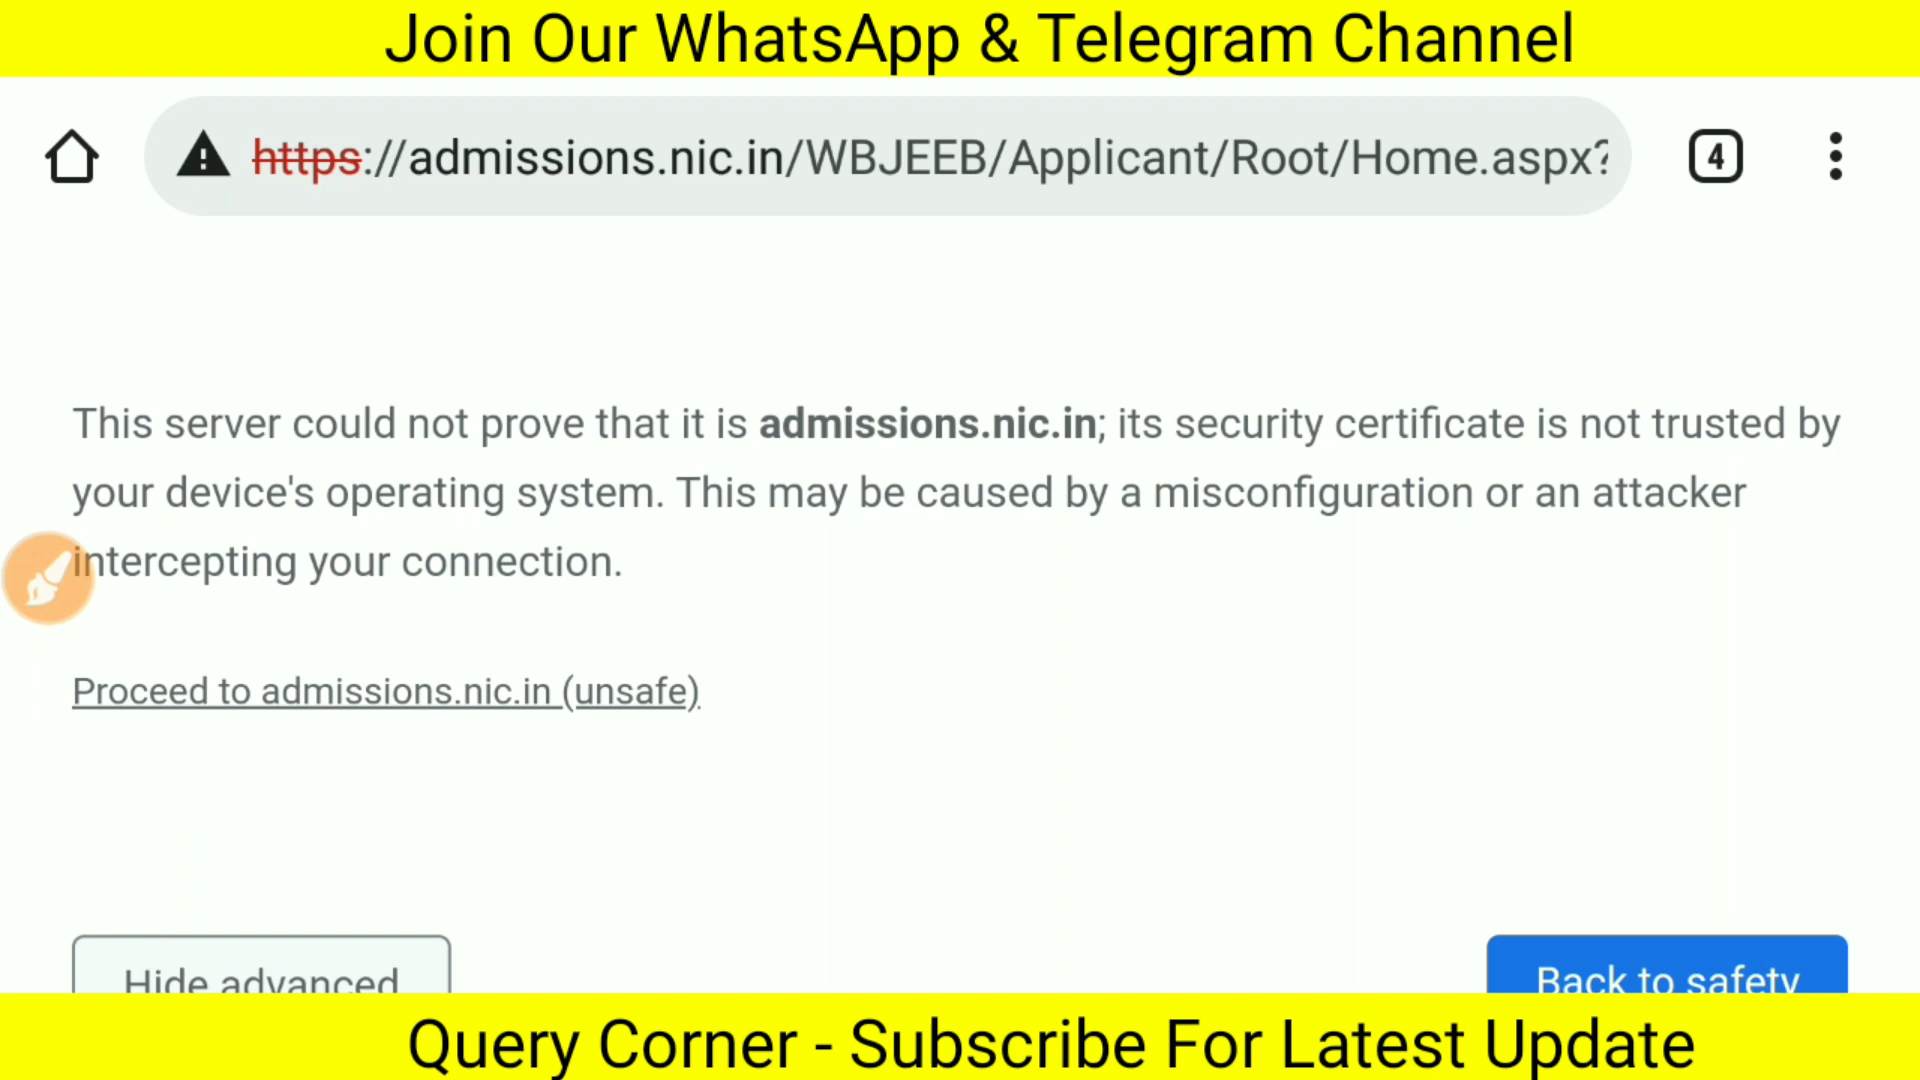 Join Our WhatsApp & Telegram Channel
https://admissions.nic.in/WBJEEB/Applicant/Root/Home.aspx?
4
This server could not prove that it is admissions.nic.in; its security certificate is not trusted by
your device's operating system. This may be caused by a misconfiguration or an attacker
intercepting your connection.
Proceed to admissions.nic.in (unsafe)
Hide advanced
Back to safety
Query Corner - Subscribe For Latest Update